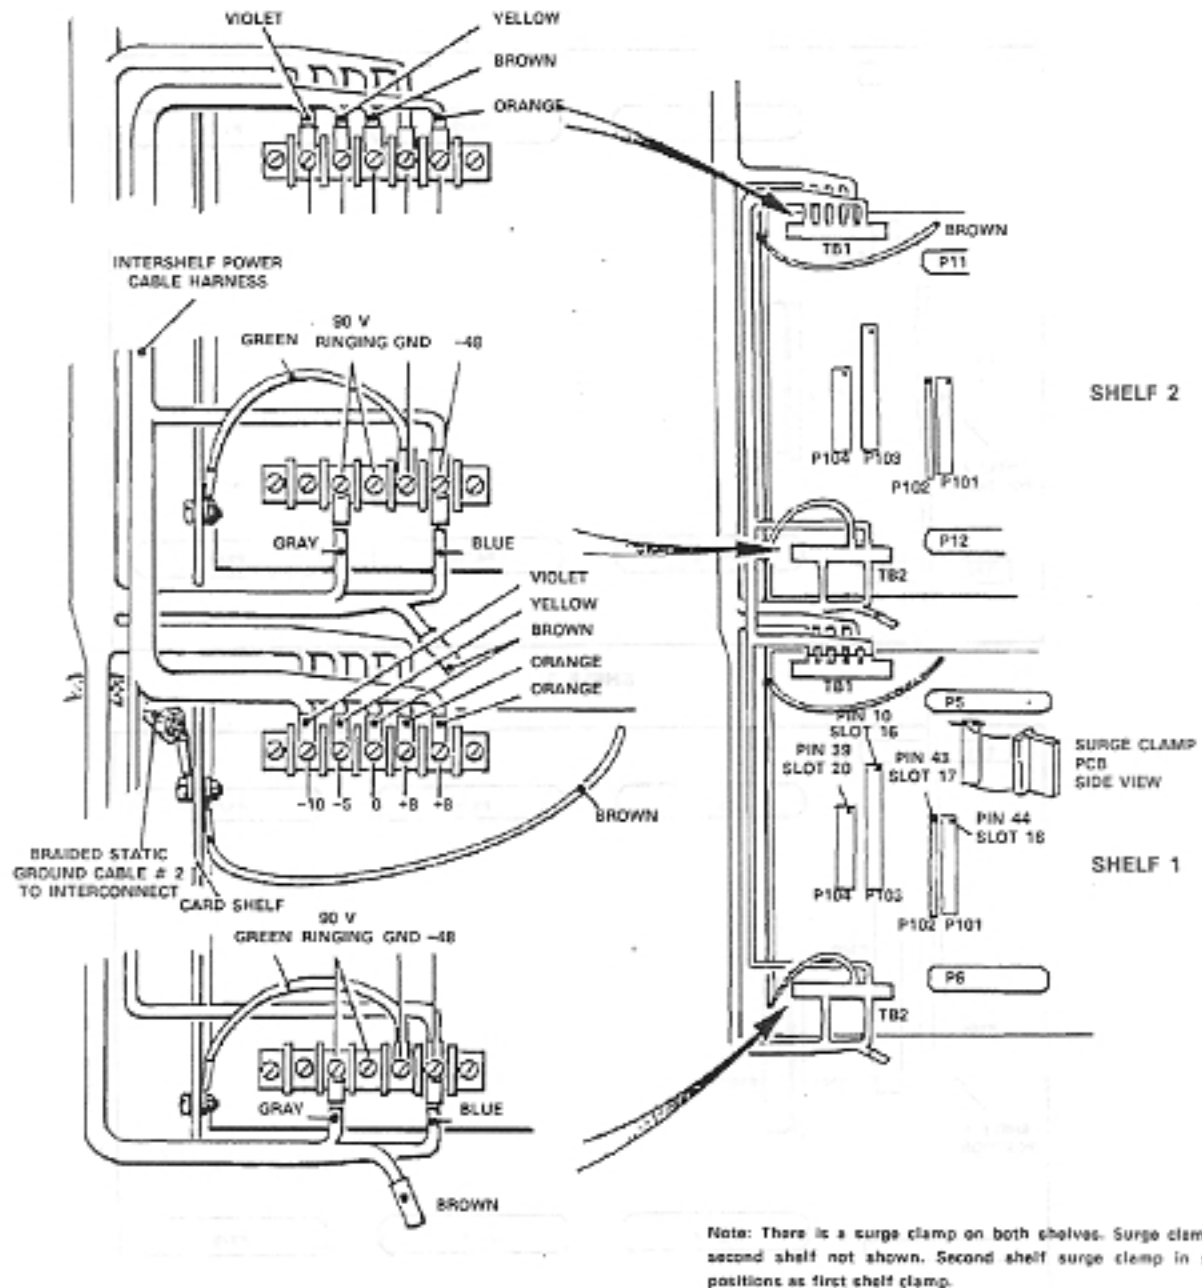 VIOLET
YELLOW
BROWN
ORANGE
INTERSHELF POWER
CABLE HARNESS
90 V
GREEN RINGING GND -48
GRAY
BLUE
VIOLET
YELLOW
BROWN
ORANGE
ORANGE
-10 -5 0 +8 +8
BROWN
BRAIDED STATIC
GROUND CABLE # 2
TO INTERCONNECT
CARD SHELF
90 V
GREEN RINGING GND -48
GRAY
BLUE
BROWN
TB1
BROWN
P11
SHELF 2
P104 P103
P102 P101
P12
TB2
TB1
P5
PIN 10
SLOT 16
PIN 39
SLOT 20
PIN 43
SLOT 17
SURGE CLAMP
PCB
SIDE VIEW
PIN 44
SLOT 18
SHELF 1
P104 P103
P102 P101
P6
TB2
Note: There is a surge clamp on both shelves. Surge clam
second shelf not shown. Second shelf surge clamp in
positions as first shelf clamp.